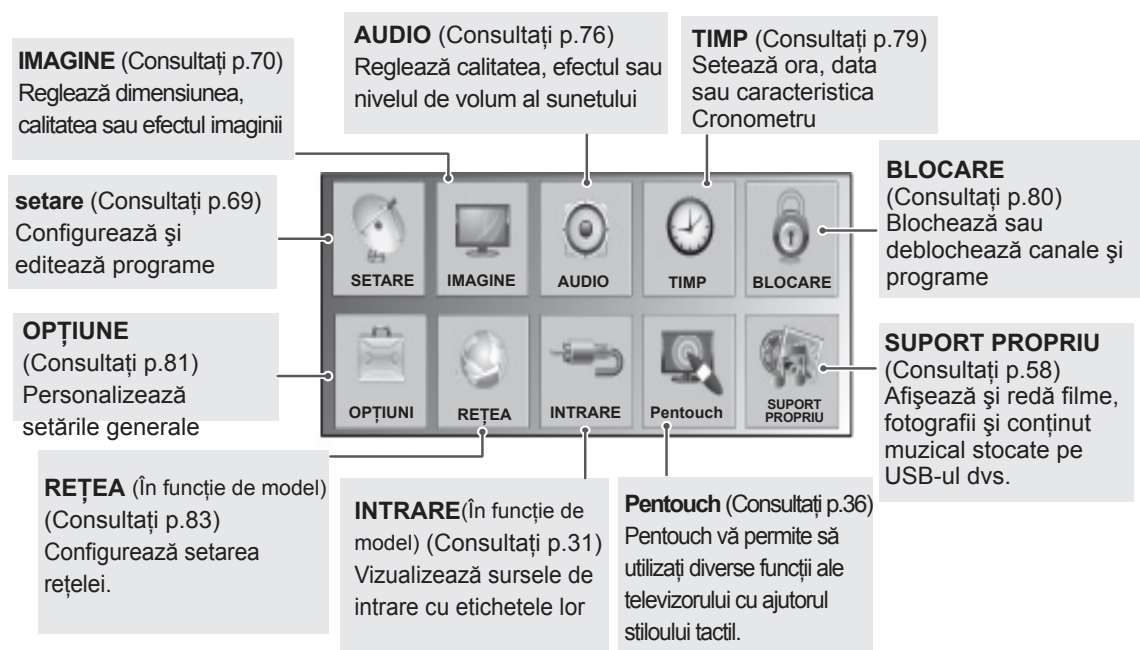 IMAGINE (Consultați p.70)
Reglează dimensiunea,
calitatea sau efectul imaginii
AUDIO (Consultați p.76)
Reglează calitatea, efectul sau
nivelul de volum al sunetului
TIMP (Consultați p.79)
Setează ora, data
sau caracteristica
Cronometru
setare (Consultați p.69)
Configurează şi
editează programe
BLOCARE
(Consultați p.80)
Blochează sau
deblochează canale şi
programe
SETARE IMAGINE AUDIO TIMP BLOCARE
OPȚIUNI REȚEA INTRARE Pentouch SUPORT
PROPRIU
OPȚIUNE
(Consultați p.81)
Personalizează
setările generale
SUPORT PROPRIU
(Consultați p.58)
Afişează şi redă filme,
fotografii şi conținut
muzical stocate pe
USB-ul dvs.
REȚEA (În funcție de model)
(Consultați p.83)
Configurează setarea
rețelei.
INTRARE(În funcție de
model) (Consultați p.31)
Vizualizează sursele de
intrare cu etichetele lor
Pentouch (Consultați p.36)
Pentouch vă permite să
utilizați diverse funcții ale
televizorului cu ajutorul
stiloului tactil.